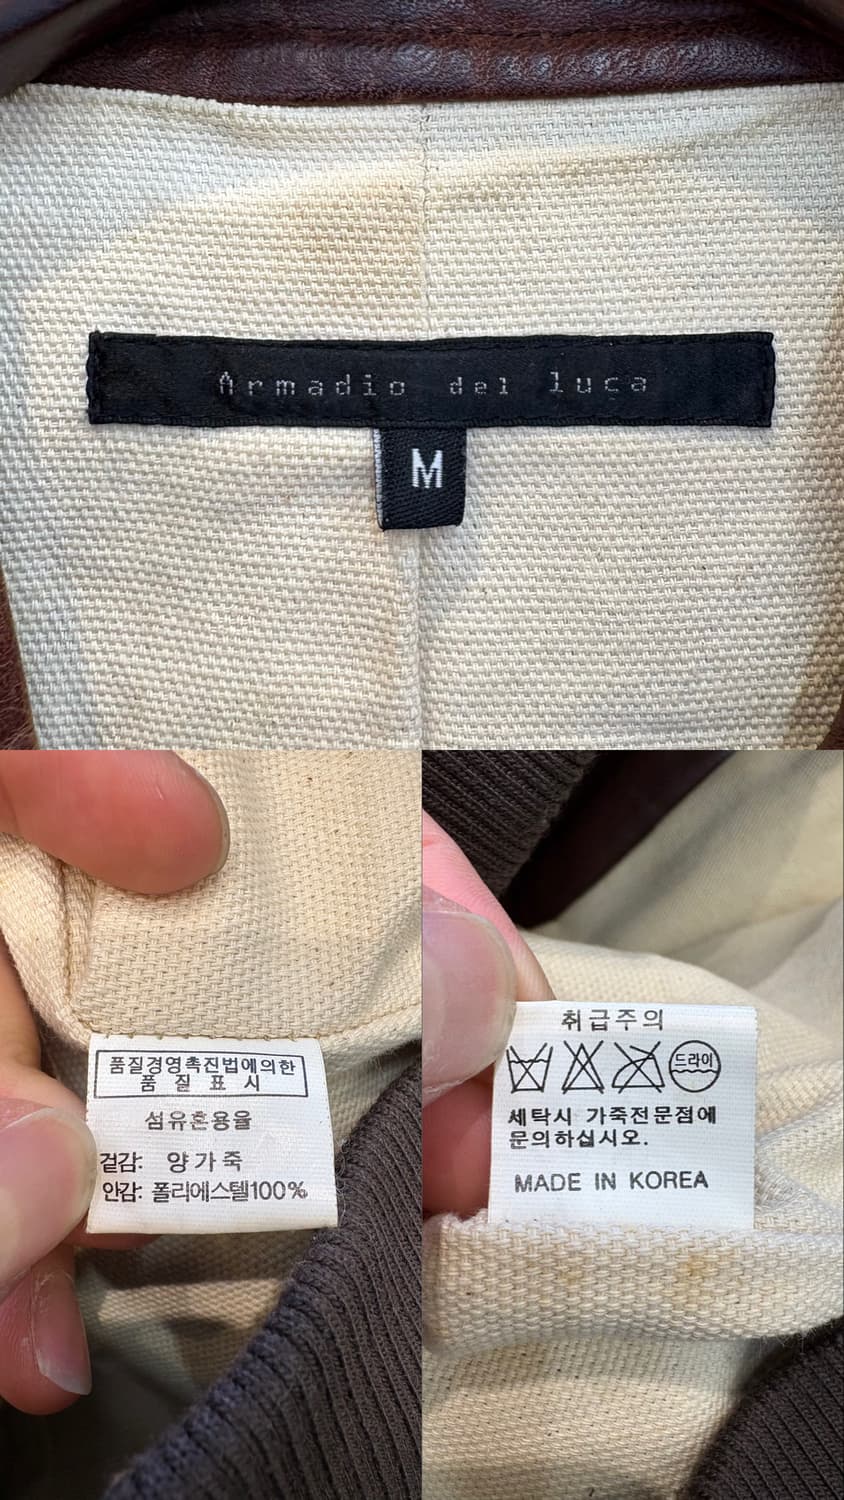 Armadio del luca
M
품질경영촉진법에의한
품 질 표 시
섬유혼용율
겉감: 양가죽
안감: 폴리에스텔100%
취급주의
드라이
세탁시 가죽전문점에
문의하십시오.
MADE IN KOREA